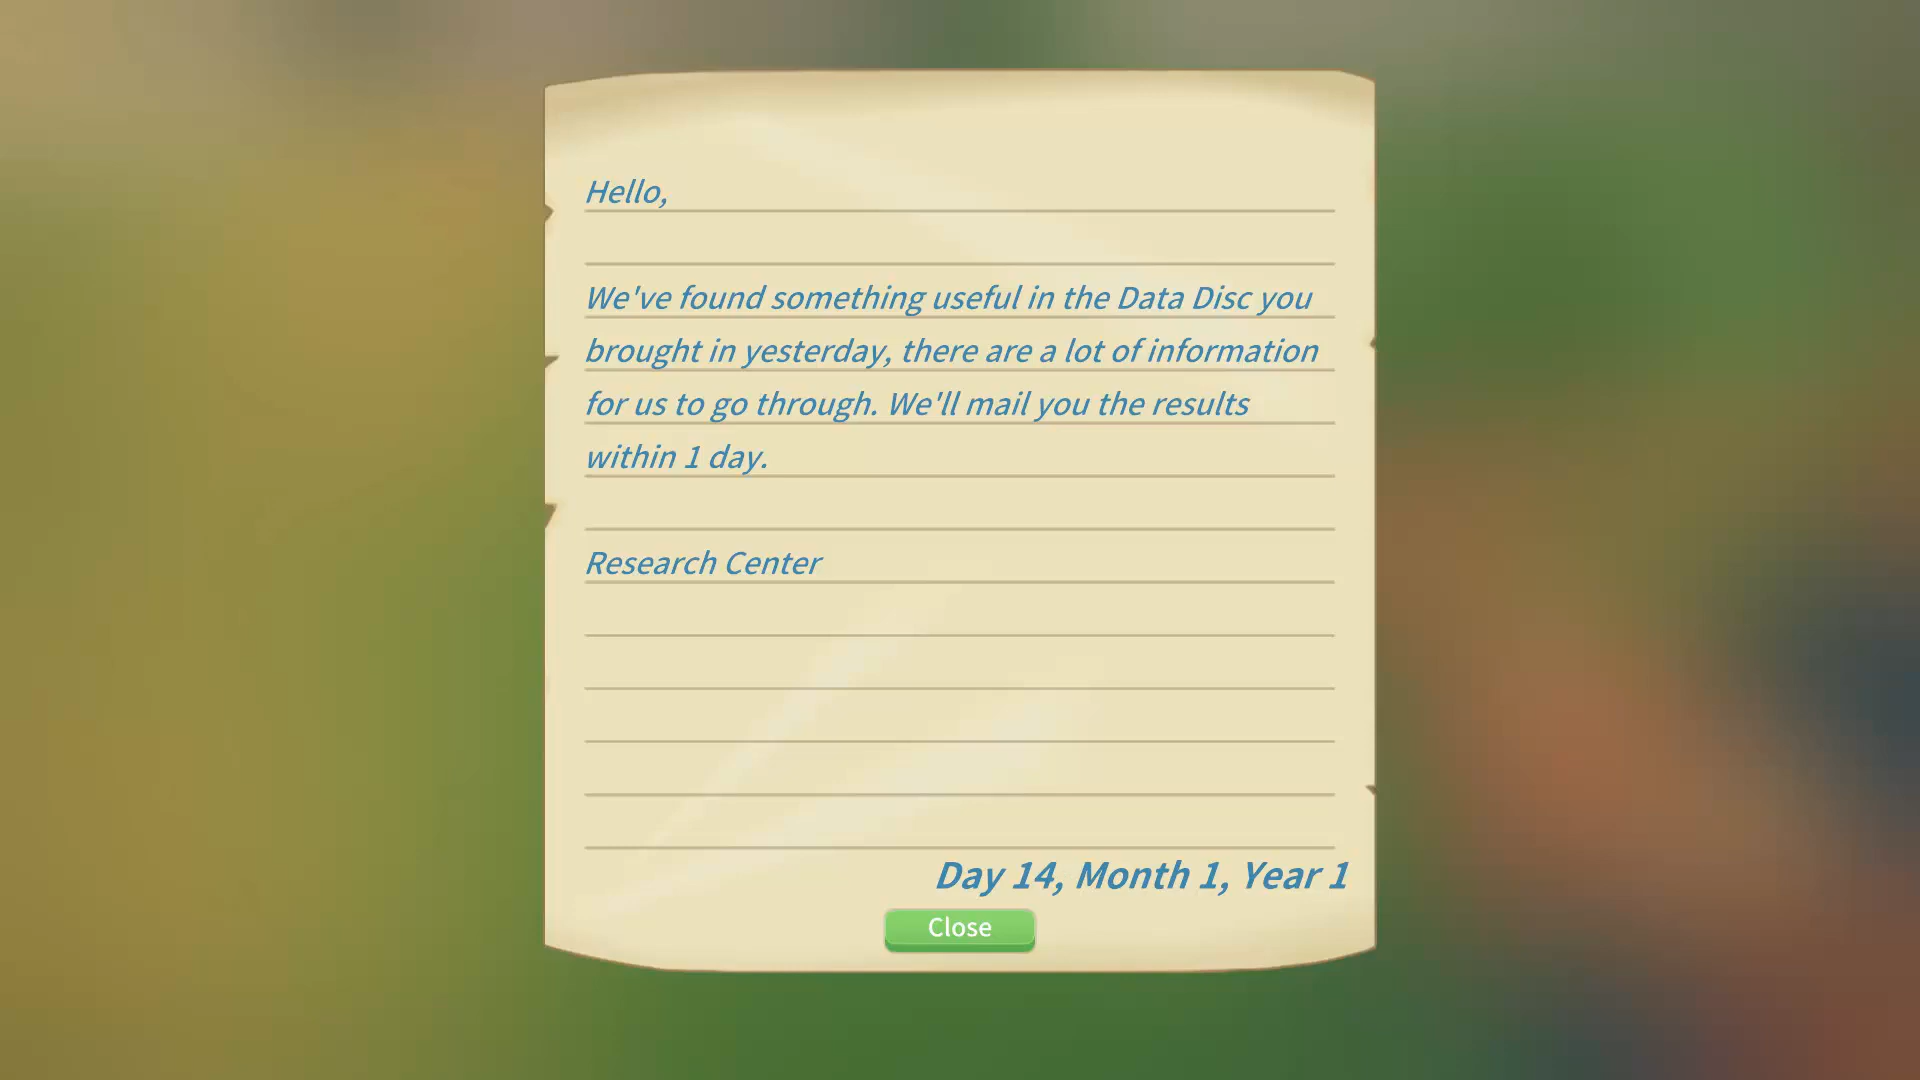 Hello,
We've found something useful in the Data Disc you
brought in yesterday, there are a lot of information
for us to go through. We'll mail you the results
within 1 day.
Research Center
Day 14, Month 1, Year 1
Close